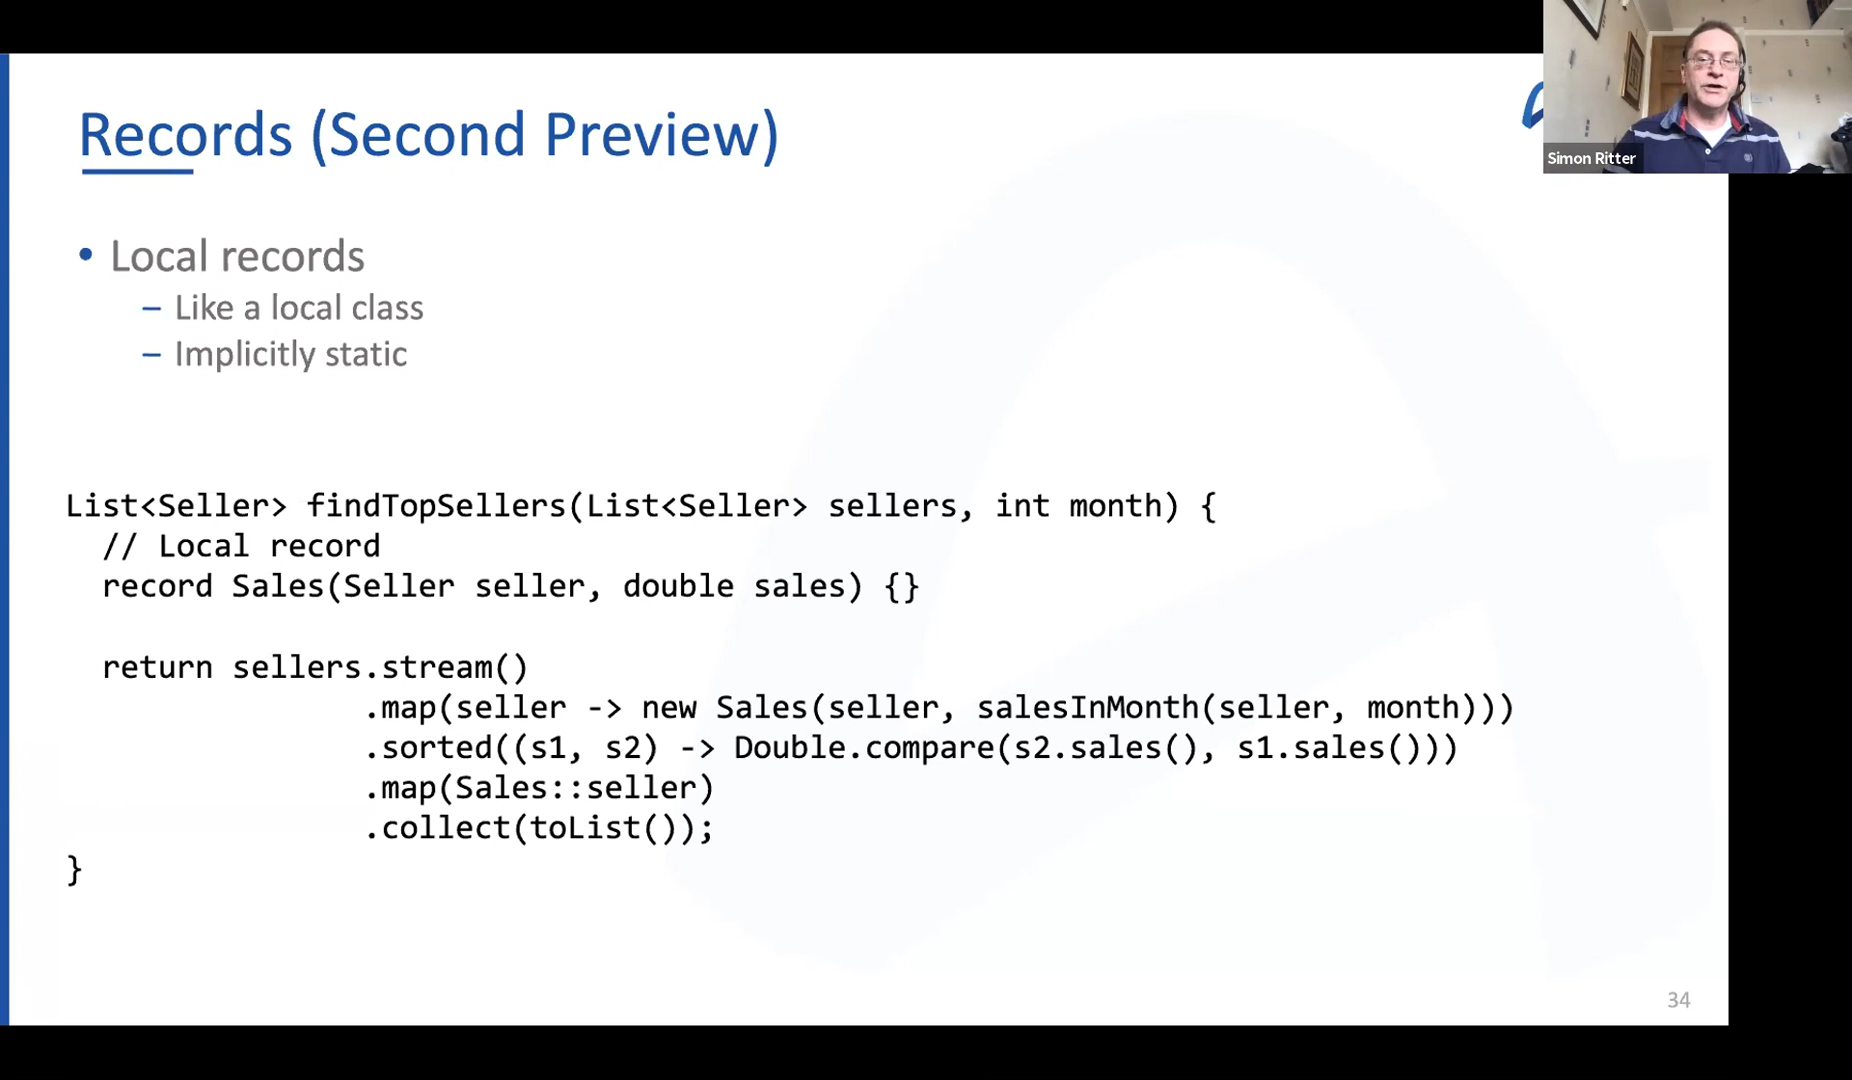 Records (Second Preview)
Simon Ritter
• Local records
– Like a local class
– Implicitly static
List<Seller> findTopSellers(List<Seller> sellers, int month) {
// Local record
record Sales(Seller seller, double sales) {}
return sellers.stream()
.map(seller -> new Sales(seller, salesInMonth(seller, month)))
.sorted((s1, s2) -> Double.compare(s2.sales(), s1.sales()))
.map(Sales::seller)
.collect(toList());
}
34